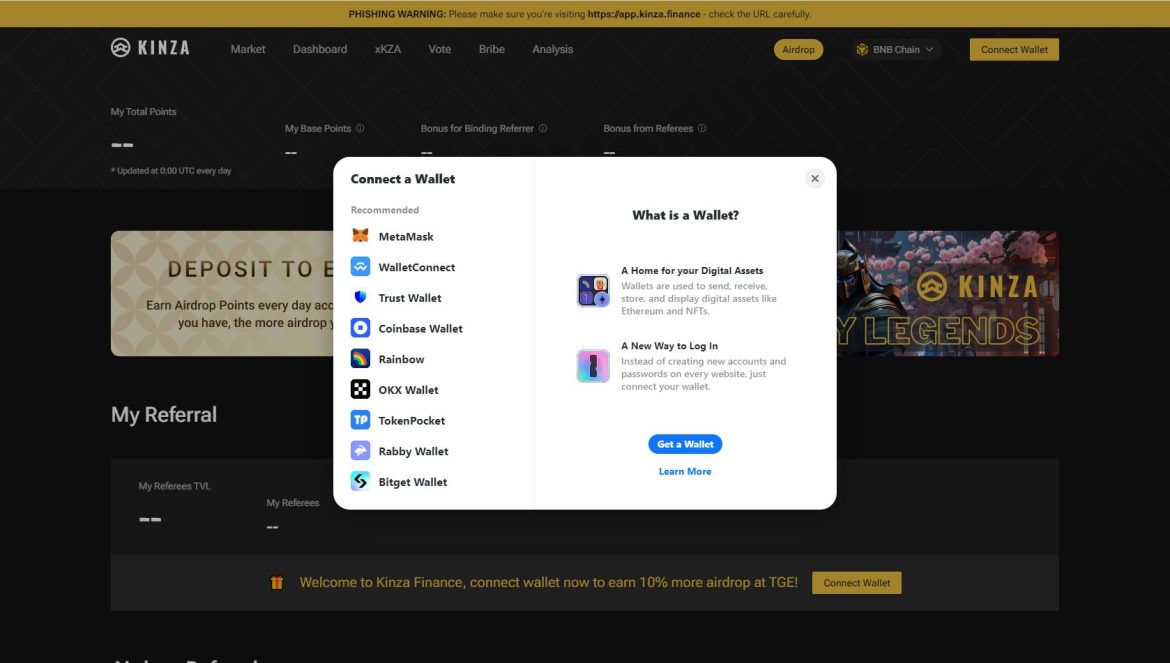 PHISHING WARNING: Please make sure you're visiting https://app.kinza.finance - check the URL carefully.
KINZA Market Dashboard xKZA Vote Bribe Analysis Airdrop BNB Chain Connect Wallet
My Total Points
My Base Points Bonus for Binding Referrer Bonus from Referees
--
-- -- --
* Updated at 0:00 UTC every day
Connect a Wallet
Recommended
MetaMask
WalletConnect
Trust Wallet
Coinbase Wallet
Rainbow
OKX Wallet
TP
TokenPocket
Rabby Wallet
Bitget Wallet
What is a Wallet?
A Home for your Digital Assets
Wallets are used to send, receive,
store, and display digital assets like
Ethereum and NFTs.
A New Way to Log In
Instead of creating new accounts and
passwords on every website, just
connect your wallet.
Get a Wallet
Learn More
DEPOSIT TO E
Earn Airdrop Points every day acc
you have, the more airdrop
KINZA
Y LEGENDS
My Referral
My Referees TVL
My Referees
--
--
Welcome to Kinza Finance, connect wallet now to earn 10% more airdrop at TGE! Connect Wallet